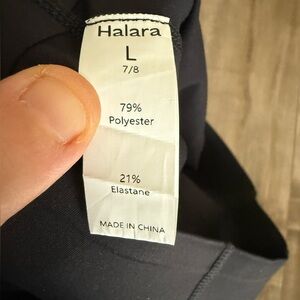 Halara
L
7/8
79%
Polyester
21%
Elastane
MADE IN CHINA